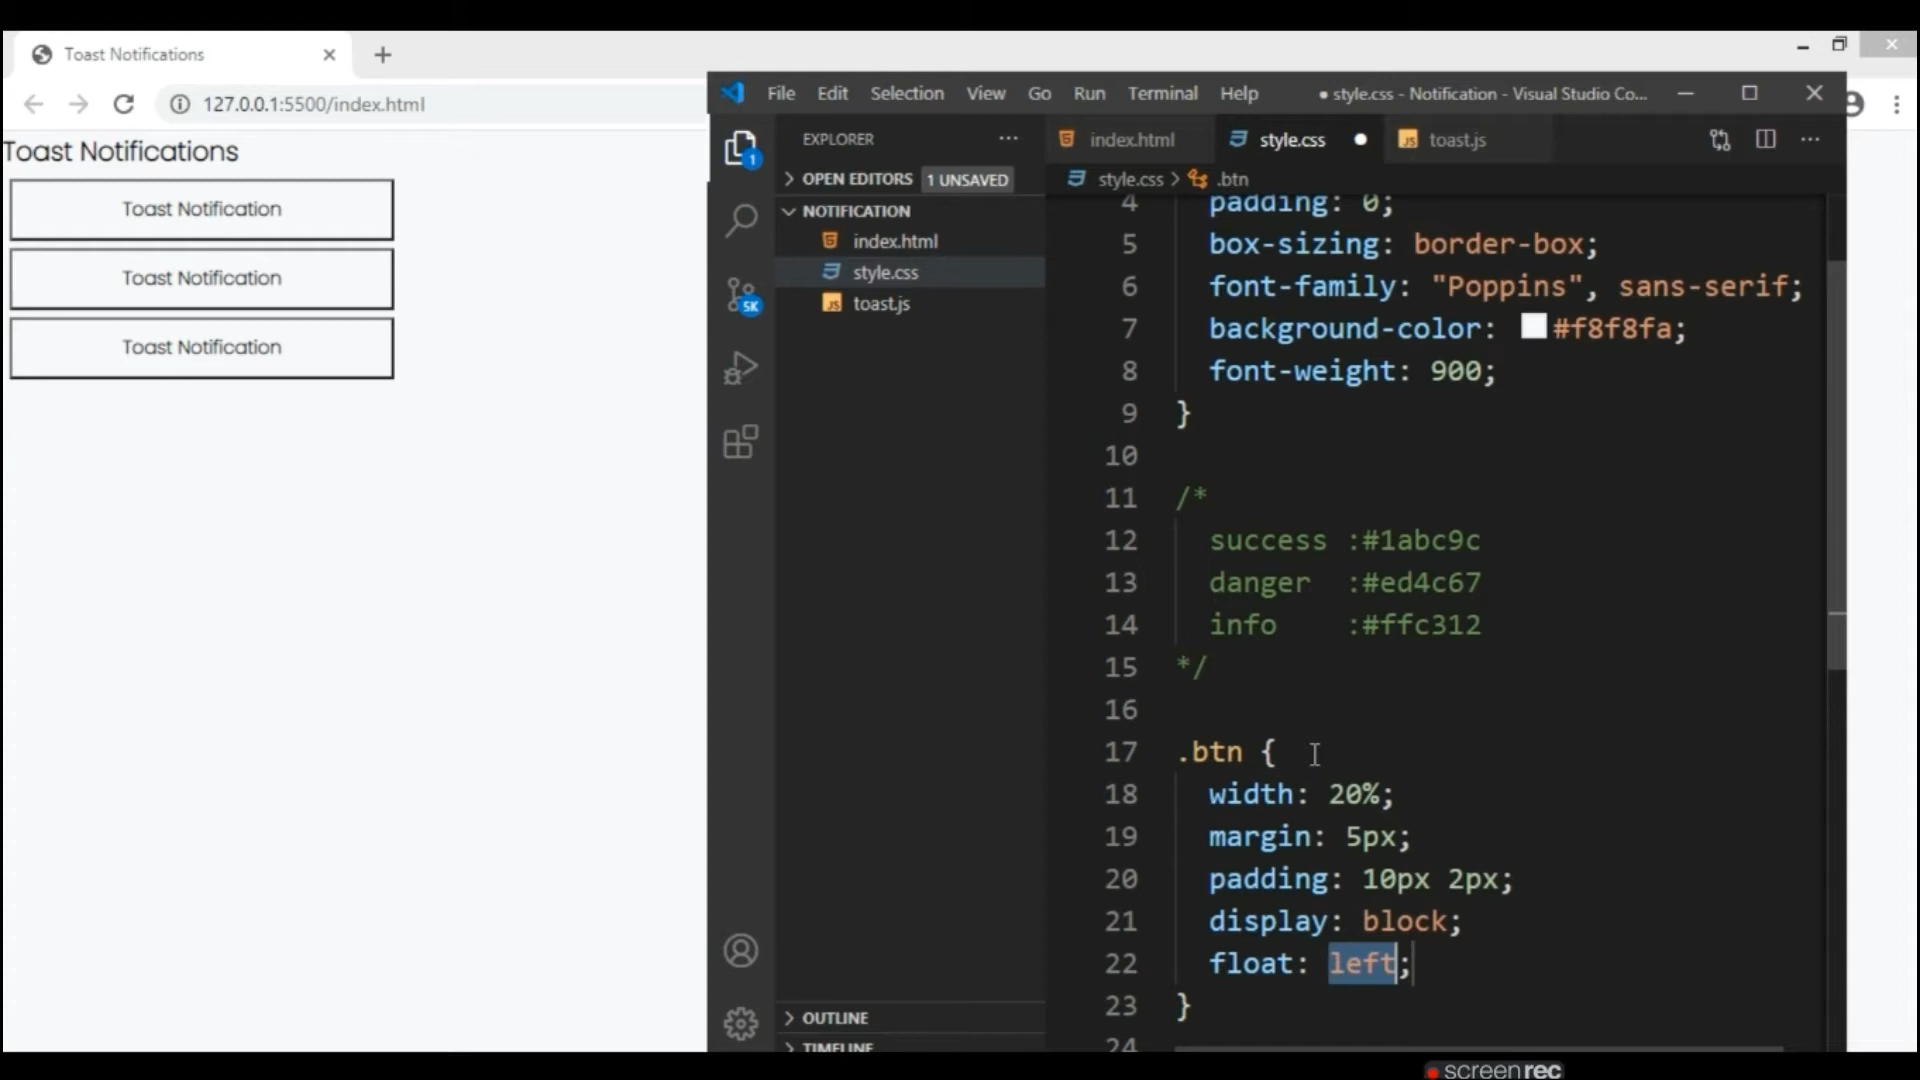 Toast Notifications
127.0.0.1:5500/index.html
Toast Notifications
Toast Notification
Toast Notification
Toast Notification
File Edit Selection View Go Run Terminal Help
● style.css - Notification - Visual Studio Co...
EXPLORER
OPEN EDITORS 1 UNSAVED
NOTIFICATION
index.html
style.css
toast.js
OUTLINE
TIMELINE
1
5K
index.html style.css toast.js
style.css > .btn
4 padding: 0;
5 box-sizing: border-box;
6 font-family: "Poppins", sans-serif;
7 background-color: #f8f8fa;
8 font-weight: 900;
9 }
10
11 /*
12 success :#1abc9c
13 danger :#ed4c67
14 info :#ffc312
15 */
16
17 .btn {
18 width: 20%;
19 margin: 5px;
20 padding: 10px 2px;
21 display: block;
22 float: left;
23 }
24
screenrec